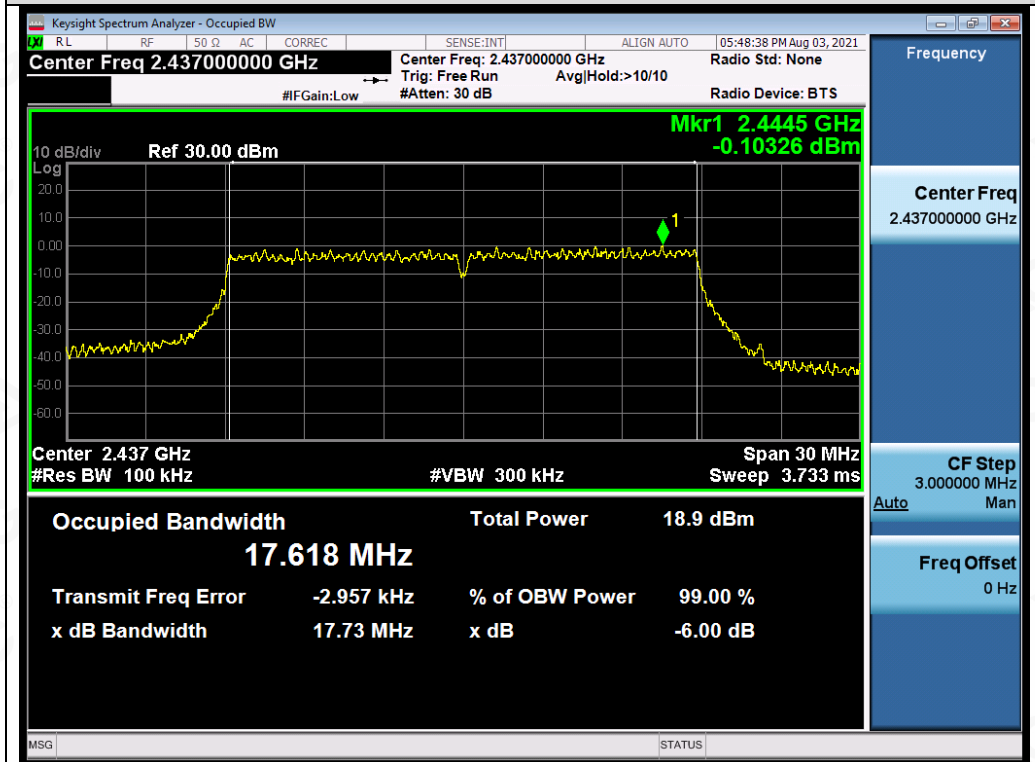 Keysight Spectrum Analyzer - Occupied BW
LXI RL RF 50 Ω AC CORREC SENSE:INT ALIGN AUTO 05:48:38 PM Aug 03, 2021
Center Freq 2.437000000 GHz
Center Freq: 2.437000000 GHz
Radio Std: None
Trig: Free Run Avg|Hold:>10/10
#IFGain:Low #Atten: 30 dB Radio Device: BTS
Mkr1 2.4445 GHz
-0.10326 dBm
10 dB/div Ref 30.00 dBm
Log
20.0
10.0
1
0.00
-10.0
-20.0
-30.0
-40.0
-50.0
-60.0
Center 2.437 GHz Span 30 MHz
#Res BW 100 kHz #VBW 300 kHz Sweep 3.733 ms
Occupied Bandwidth Total Power 18.9 dBm
17.618 MHz
Transmit Freq Error -2.957 kHz % of OBW Power 99.00 %
x dB Bandwidth 17.73 MHz x dB -6.00 dB
MSG STATUS
Frequency
Center Freq
2.437000000 GHz
CF Step
3.000000 MHz
Auto Man
Freq Offset
0 Hz